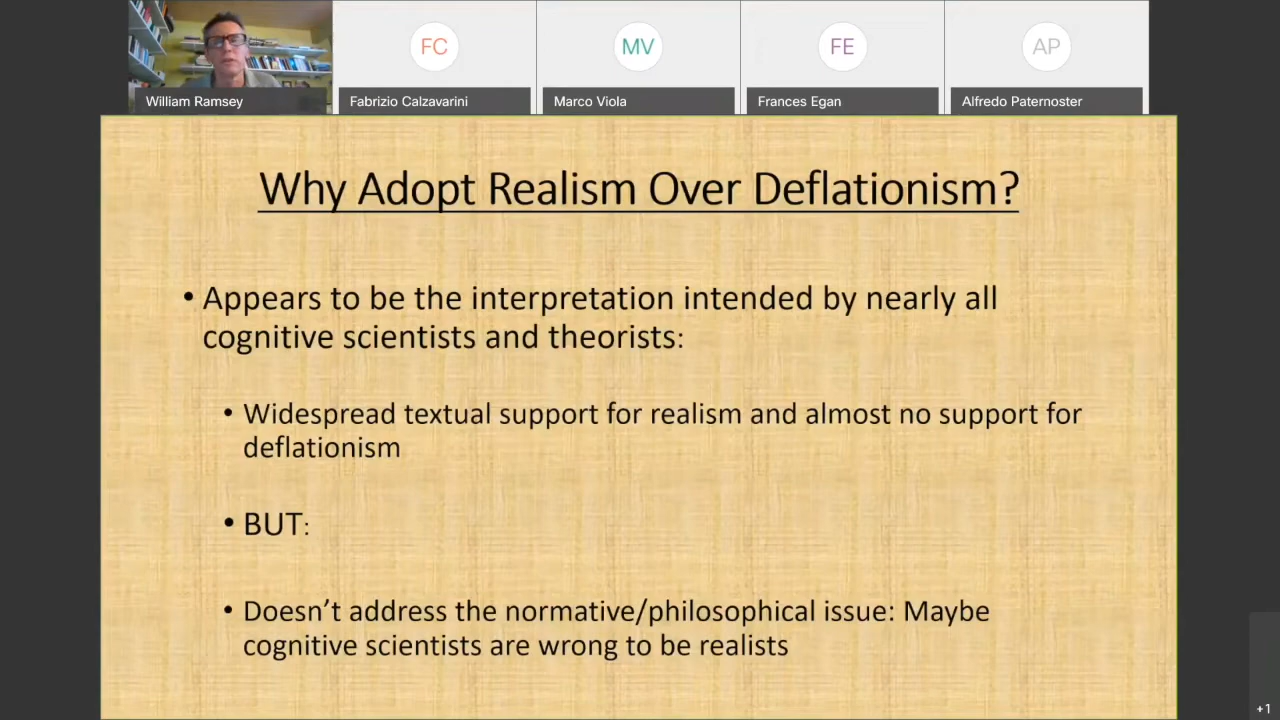 FC
MV
FE
AP
William Ramsey
Fabrizio Calzavarini
Marco Viola
Frances Egan
Alfredo Paternoster
Why Adopt Realism Over Deflationism?
• Appears to be the interpretation intended by nearly all
cognitive scientists and theorists:
• Widespread textual support for realism and almost no support for
deflationism
• BUT:
• Doesn’t address the normative/philosophical issue: Maybe
cognitive scientists are wrong to be realists
+1